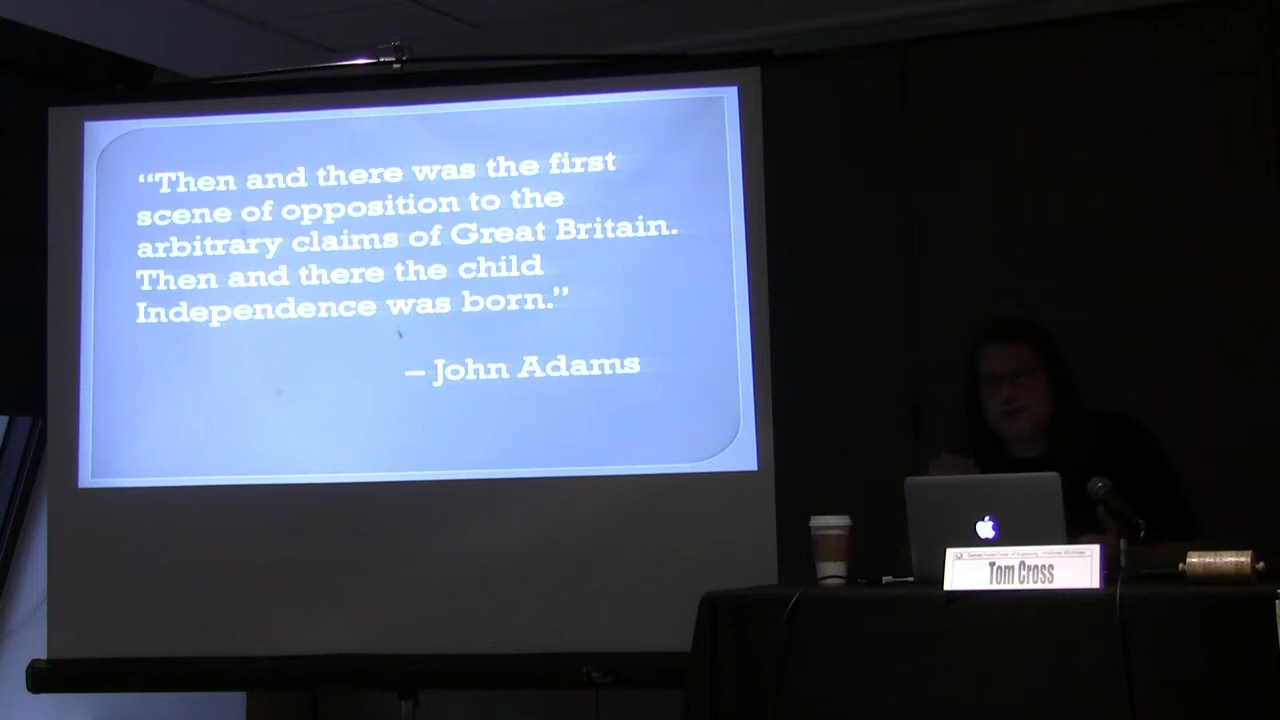 “Then and there was the first
scene of opposition to the
arbitrary claims of Great Britain.
Then and there the child
Independence was born.”
– John Adams
Tom Cross